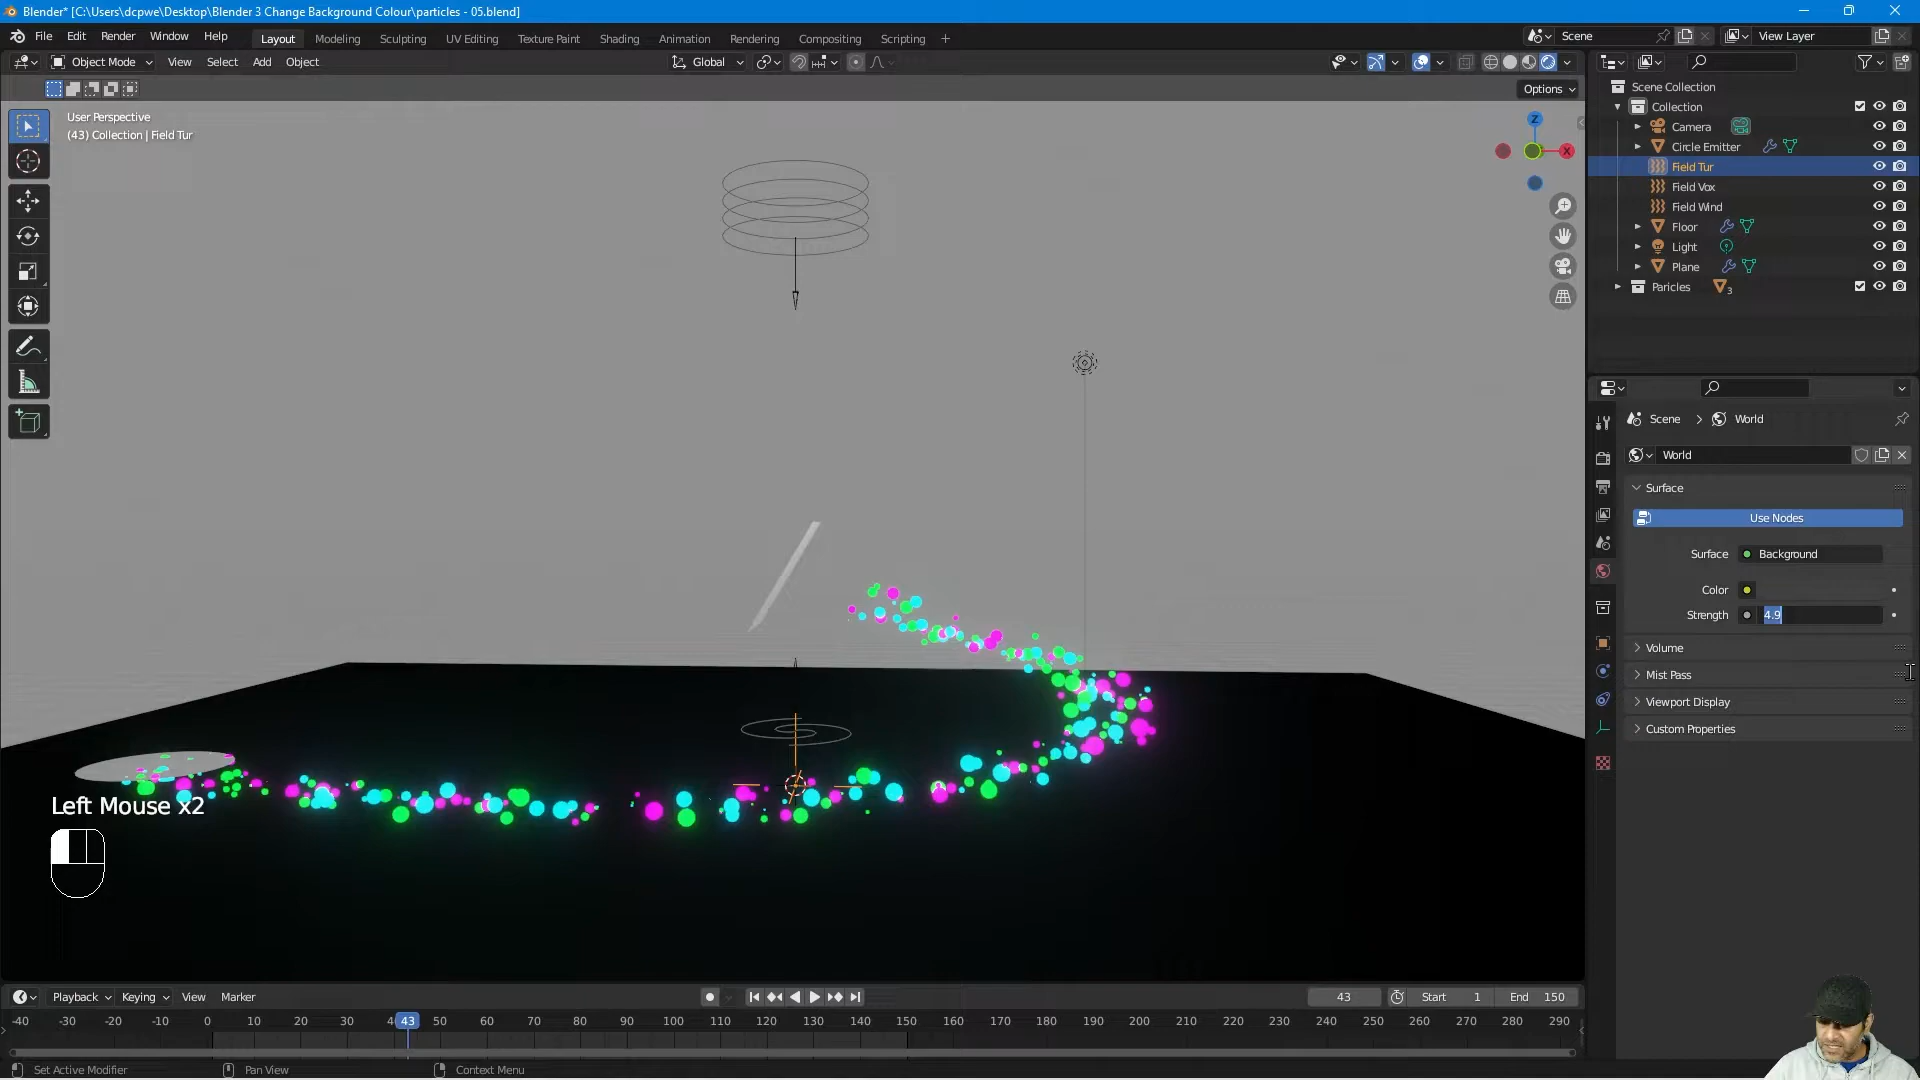 Blender* [C:\Users\dcpwe\Desktop\Blender 3 Change Background Colour\particles - 05.blend]
File Edit Render Window Help Layout Modeling Sculpting UV Editing Texture Paint Shading Animation Rendering Compositing Scripting + Scene View Layer
Object Mode View Select Add Object Global
Options
User Perspective
(43) Collection | Field Tur
Z
X
Scene Collection
Collection
Camera
Circle Emitter
Field Tur
Field Vox
Field Wind
Floor
Light
Plane
Paricles 3
Scene > World
World
Surface
Use Nodes
Surface Background
Color
Strength 4.9
Volume
Mist Pass
Viewport Display
Custom Properties
Left Mouse x2
Playback Keying View Marker 43 Start 1 End 150
-40 -30 -20 -10 0 10 20 30 4 43 50 60 70 80 90 100 110 120 130 140 150 160 170 180 190 200 210 220 230 240 250 260 270 280 290
Set Active Modifier Pan View Context Menu